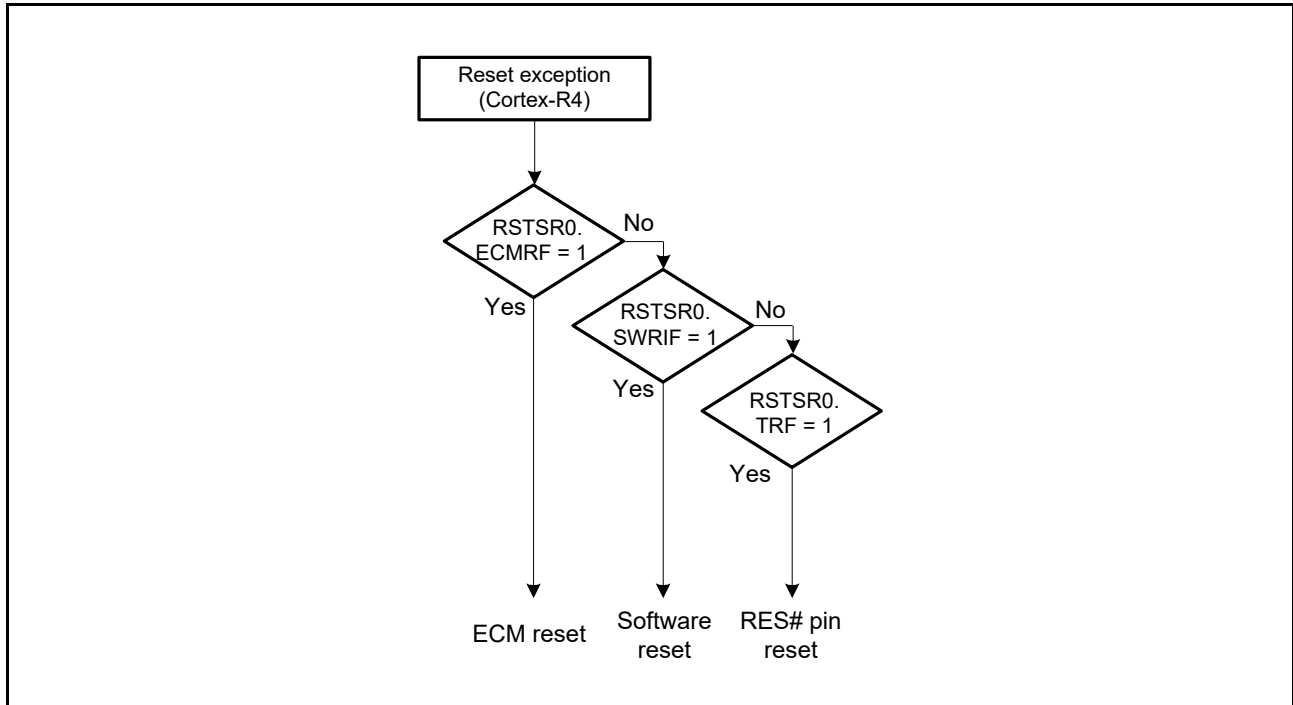 Reset exception
(Cortex-R4)
RSTSR0.
ECMRF = 1
No
Yes
RSTSR0.
SWRIF = 1
No
Yes
RSTSR0.
TRF = 1
Yes
ECM reset
Software
reset
RES# pin
reset